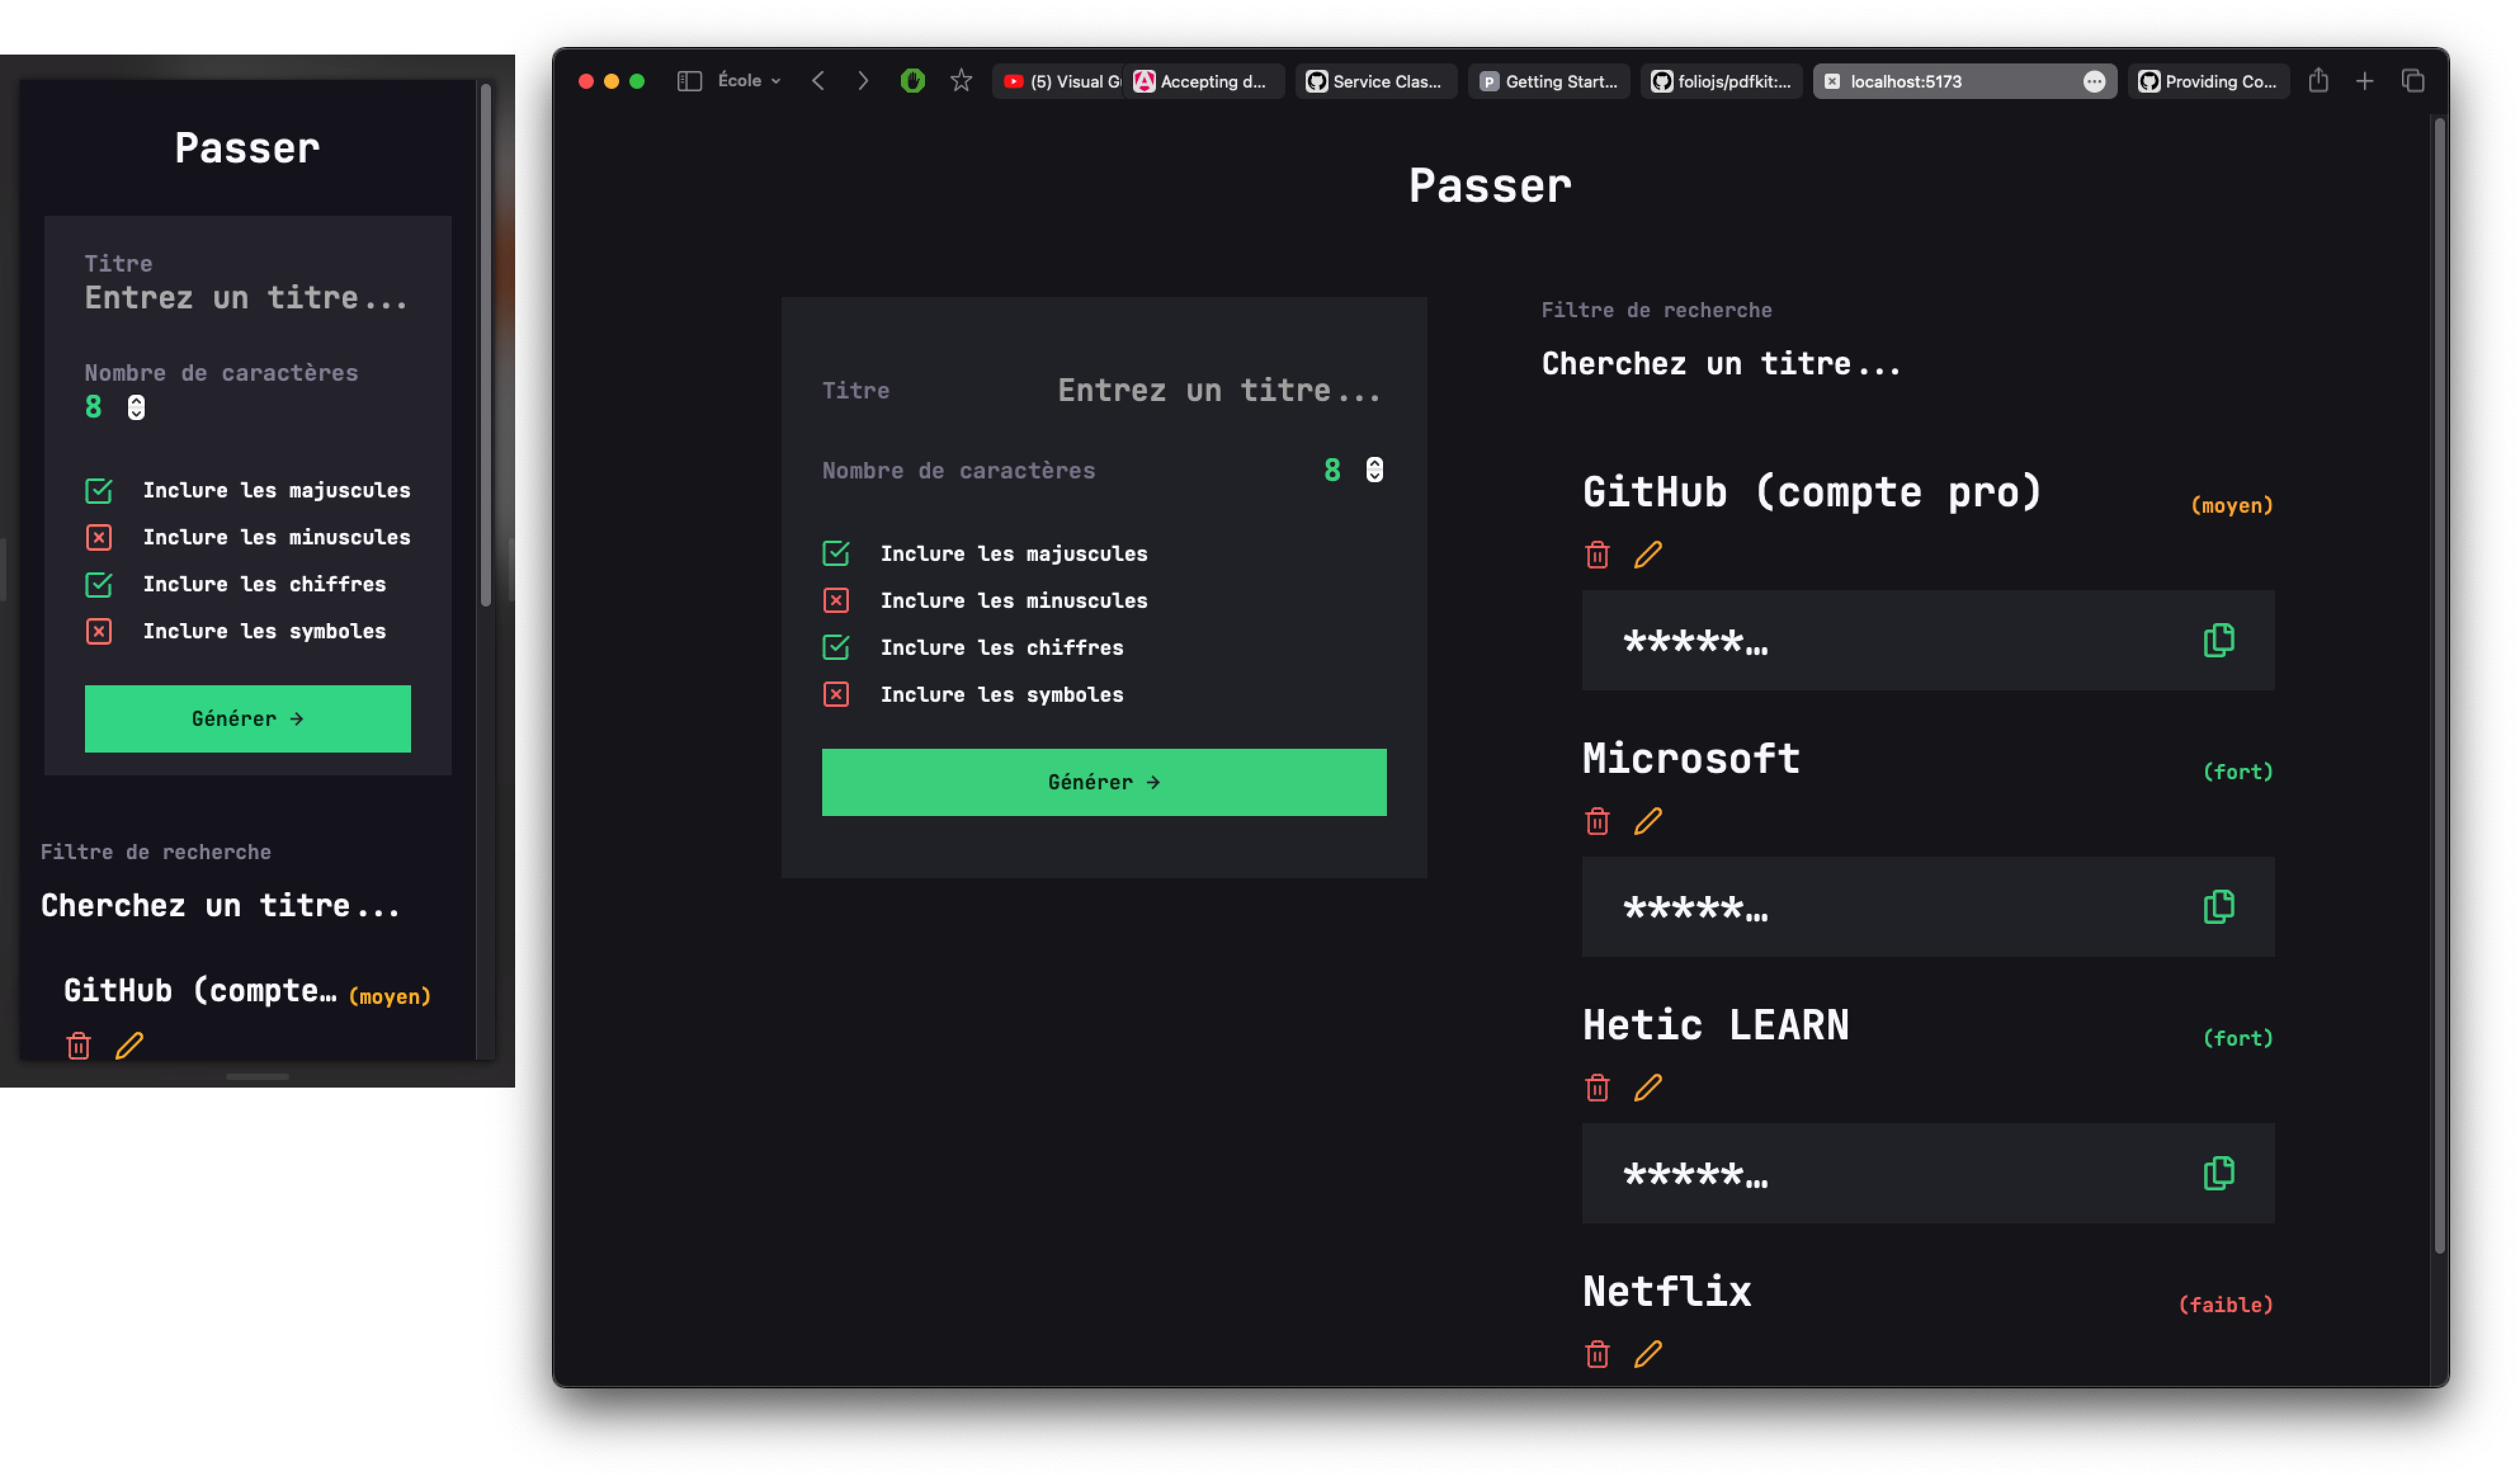 Passer
Titre
Entrez un titre...
Nombre de caractères
8
Inclure les majuscules
Inclure les minuscules
Inclure les chiffres
Inclure les symboles
Générer →
Filtre de recherche
Cherchez un titre...
GitHub (compte… (moyen)
École
(5) Visual G
Accepting d...
Service Clas...
P Getting Start...
foliojs/pdfkit:...
localhost:5173
Providing Co...
Passer
Titre
Entrez un titre...
Nombre de caractères
8
Inclure les majuscules
Inclure les minuscules
Inclure les chiffres
Inclure les symboles
Générer →
Filtre de recherche
Cherchez un titre...
GitHub (compte pro) (moyen)
*****…
Microsoft (fort)
*****…
Hetic LEARN (fort)
*****…
Netflix (faible)